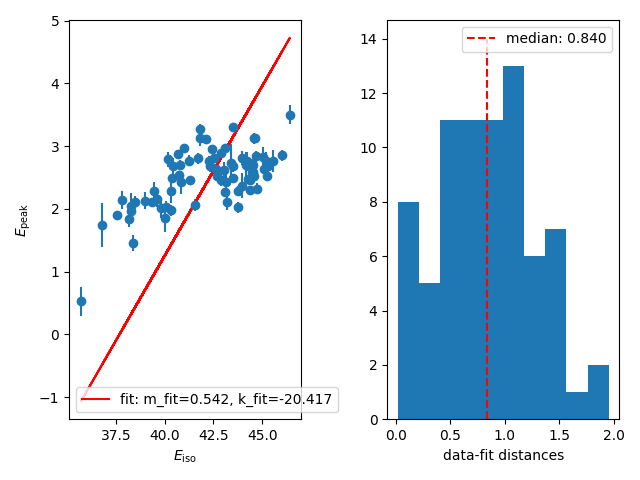 5
4
3
2
1
0
−1
E_peak
37.5 40.0 42.5 45.0
E_iso
fit: m_fit=0.542, k_fit=-20.417
14
12
10
8
6
4
2
0
0.0 0.5 1.0 1.5 2.0
data-fit distances
median: 0.840